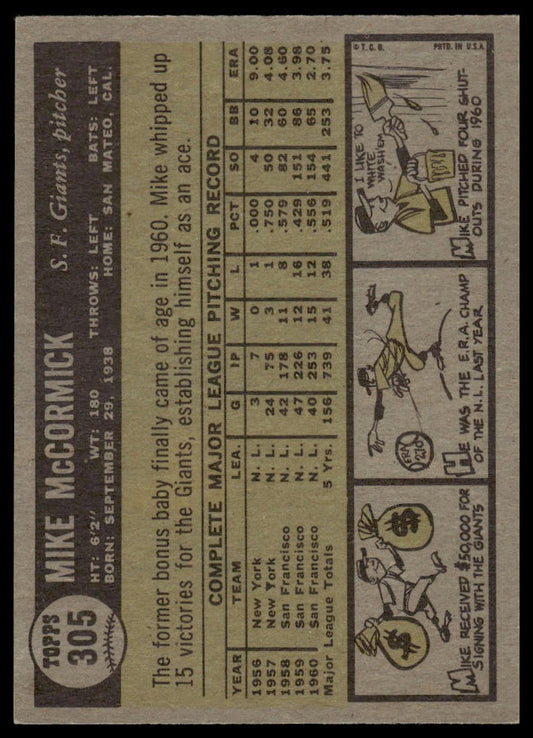 TOPPS
305
MIKE McCORMICK
S. F. Giants, pitcher
HT: 6'2" WT: 180 THROWS: LEFT BATS: LEFT
BORN: SEPTEMBER 29, 1938 HOME: SAN MATEO, CAL.
The former bonus baby finally came of age in 1960. Mike whipped up
15 victories for the Giants, establishing himself as an ace.
COMPLETE MAJOR LEAGUE PITCHING RECORD
YEAR TEAM LEA. G IP W L PCT SO BB ERA
1956 New York N. L. 3 7 0 1 .000 4 10 9.00
1957 New York N. L. 24 75 3 1 .750 50 32 4.08
1958 San Francisco N. L. 42 178 11 8 .579 82 60 4.60
1959 San Francisco N. L. 47 226 12 16 .429 151 86 3.98
1960 San Francisco N. L. 40 253 15 12 .556 154 65 2.70
Major League Totals 5 Yrs. 156 739 41 38 .519 441 253 3.75
$
$
MIKE RECEIVED $50,000 FOR
SIGNING WITH THE GIANTS
ERA
HE WAS THE E.R.A. CHAMP
OF THE N.L. LAST YEAR
I LIKE TO
WHITE
WASH'EM
MIKE PITCHED FOUR SHUT-
OUTS DURING 1960
© T. C. G. PRTD. IN U.S.A.